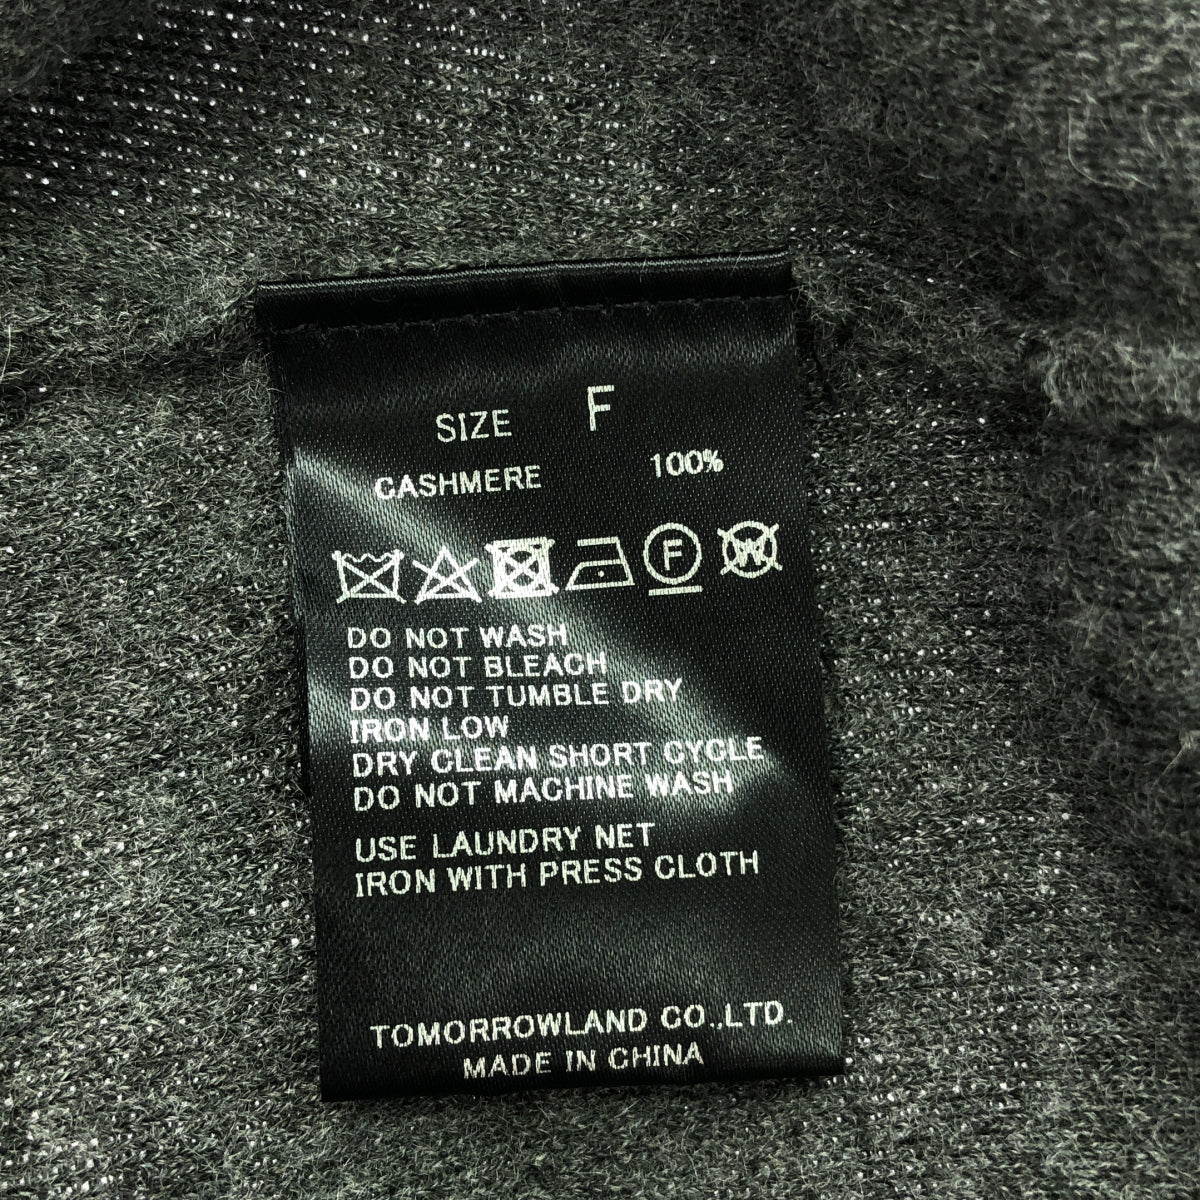 SIZE F
CASHMERE 100%
F W
DO NOT WASH
DO NOT BLEACH
DO NOT TUMBLE DRY
IRON LOW
DRY CLEAN SHORT CYCLE
DO NOT MACHINE WASH
USE LAUNDRY NET
IRON WITH PRESS CLOTH
TOMORROWLAND CO.,LTD.
MADE IN CHINA